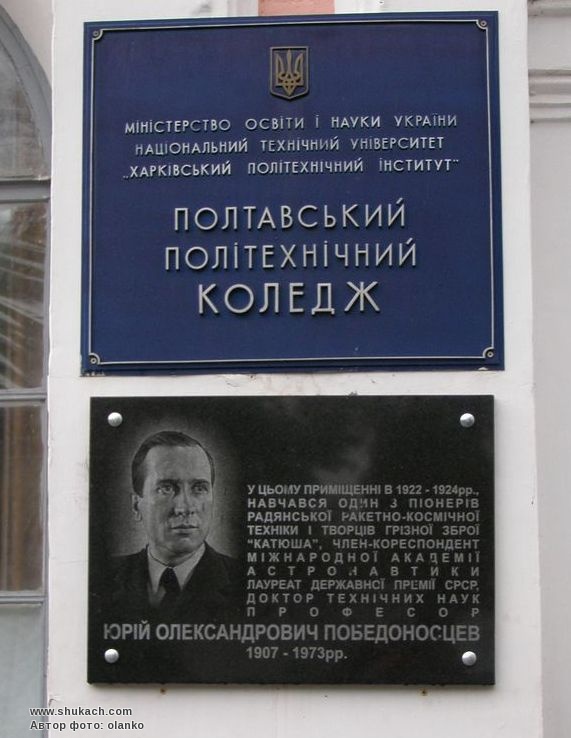 МІНІСТЕРСТВО ОСВІТИ І НАУКИ УКРАЇНИ
НАЦІОНАЛЬНИЙ ТЕХНІЧНИЙ УНІВЕРСИТЕТ
„ХАРКІВСЬКИЙ ПОЛІТЕХНІЧНИЙ ІНСТИТУТ"
ПОЛТАВСЬКИЙ
ПОЛІТЕХНІЧНИЙ
КОЛЕДЖ
У ЦЬОМУ ПРИМІЩЕННІ В 1922 - 1924рр.,
НАВЧАВСЯ ОДИН З ПІОНЕРІВ
РАДЯНСЬКОЇ РАКЕТНО-КОСМІЧНОЇ
ТЕХНІКИ І ТВОРЦІВ ГРІЗНОЇ ЗБРОЇ
"КАТЮША", ЧЛЕН-КОРЕСПОНДЕНТ
МІЖНАРОДНОЇ АКАДЕМІЇ
АСТРОНАВТИКИ
ЛАУРЕАТ ДЕРЖАВНОЇ ПРЕМІЇ СРСР,
ДОКТОР ТЕХНІЧНИХ НАУК
ПРОФЕСОР
ЮРІЙ ОЛЕКСАНДРОВИЧ ПОБЕДОНОСЦЕВ
1907 - 1973рр.
www.shukach.com
Автор фото: olanko